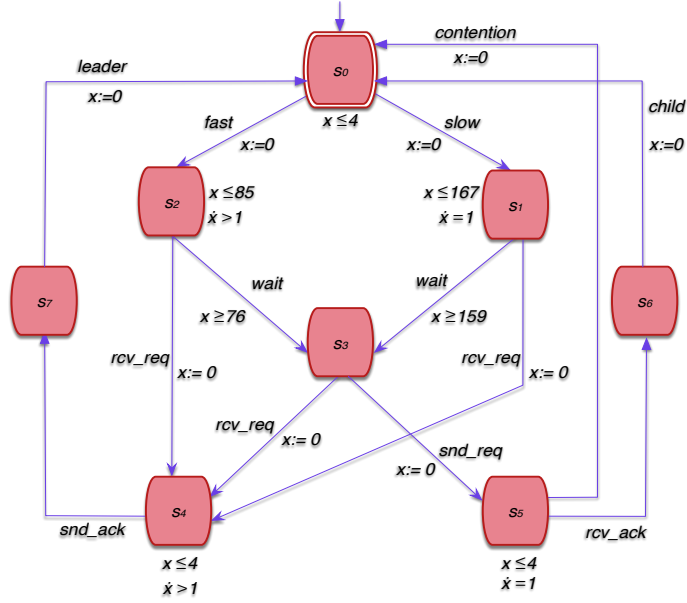 contention
x:=0
leader
x:=0
s0
x ≤4
child
x:=0
fast
x:=0
slow
x:=0
s2
x ≤85
ẋ >1
x ≤167
ẋ =1
s1
wait
x ≥76
wait
x ≥159
s7
s3
s6
rcv_req
x:= 0
rcv_req
x:= 0
rcv_req
x:= 0
snd_req
x:= 0
s4
s5
snd_ack
rcv_ack
x ≤4
ẋ >1
x ≤4
ẋ =1